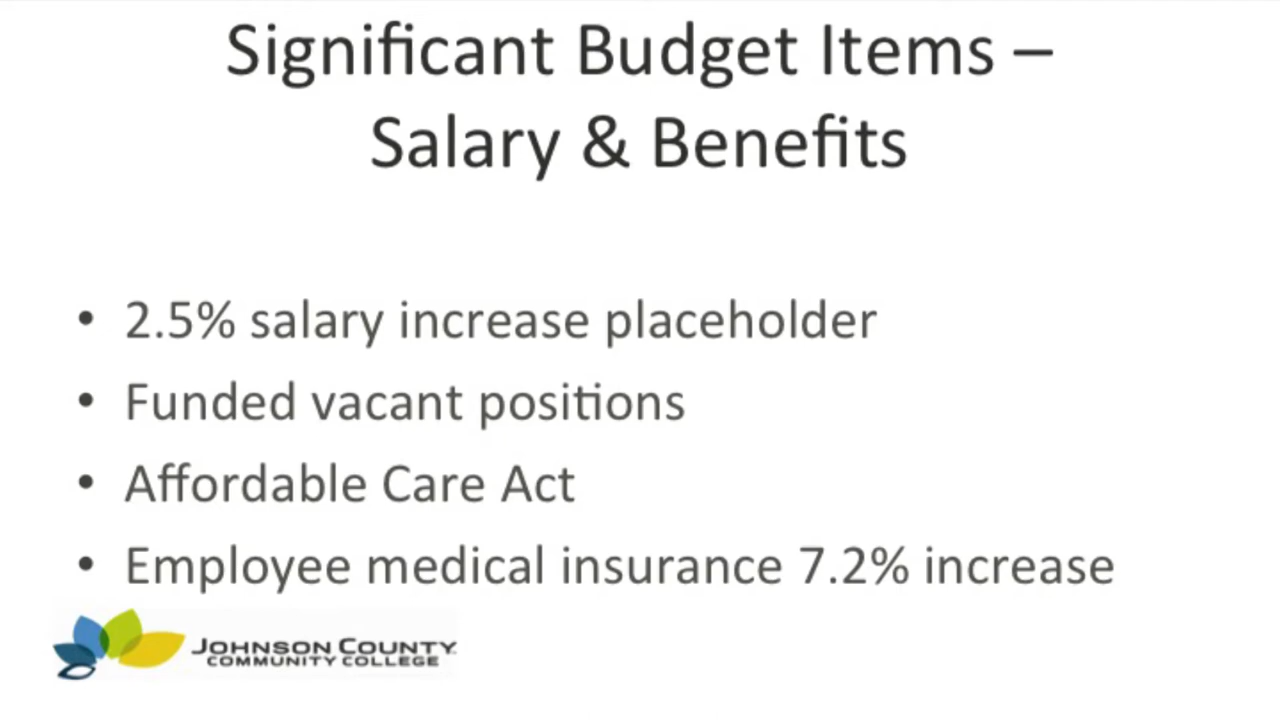 Significant Budget Items –
Salary & Benefits
• 2.5% salary increase placeholder
• Funded vacant positions
• Affordable Care Act
• Employee medical insurance 7.2% increase
JOHNSON COUNTY
COMMUNITY COLLEGE